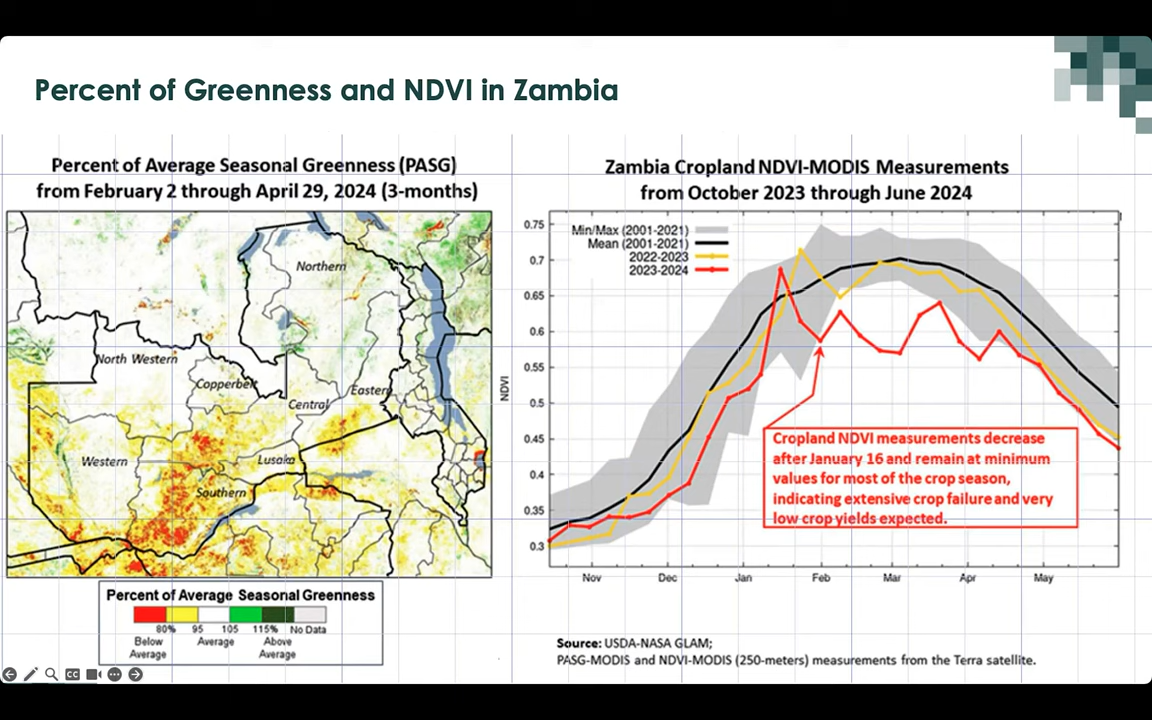 Percent of Greenness and NDVI in Zambia
Percent of Average Seasonal Greenness (PASG)
from February 2 through April 29, 2024 (3-months)
Northern
North Western
Copperbelt
Eastern
Central
Western
Lusaka
Southern
Percent of Average Seasonal Greenness
80% 95 105 115% No Data
Below Average Above
Average Average
Zambia Cropland NDVI-MODIS Measurements
from October 2023 through June 2024
Min/Max (2001-2021)
Mean (2001-2021)
2022-2023
2023-2024
NDVI
0.75
0.7
0.65
0.6
0.55
0.5
0.45
0.4
0.35
0.3
Nov Dec Jan Feb Mar Apr May
Cropland NDVI measurements decrease
after January 16 and remain at minimum
values for most of the crop season,
indicating extensive crop failure and very
low crop yields expected.
Source: USDA-NASA GLAM;
PASG-MODIS and NDVI-MODIS (250-meters) measurements from the Terra satellite.
CC